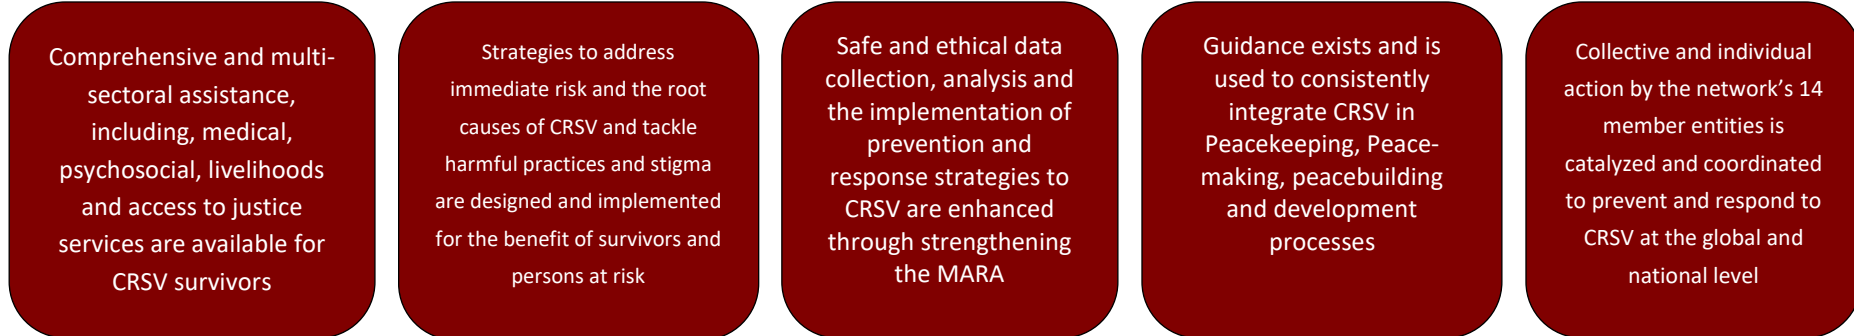 Comprehensive and multi-
sectoral assistance,
including, medical,
psychosocial, livelihoods
and access to justice
services are available for
CRSV survivors
Strategies to address
immediate risk and the root
causes of CRSV and tackle
harmful practices and stigma
are designed and implemented
for the benefit of survivors and
persons at risk
Safe and ethical data
collection, analysis and
the implementation of
prevention and
response strategies to
CRSV are enhanced
through strengthening
the MARA
Guidance exists and is
used to consistently
integrate CRSV in
Peacekeeping, Peace-
making, peacebuilding
and development
processes
Collective and individual
action by the network’s 14
member entities is
catalyzed and coordinated
to prevent and respond to
CRSV at the global and
national level